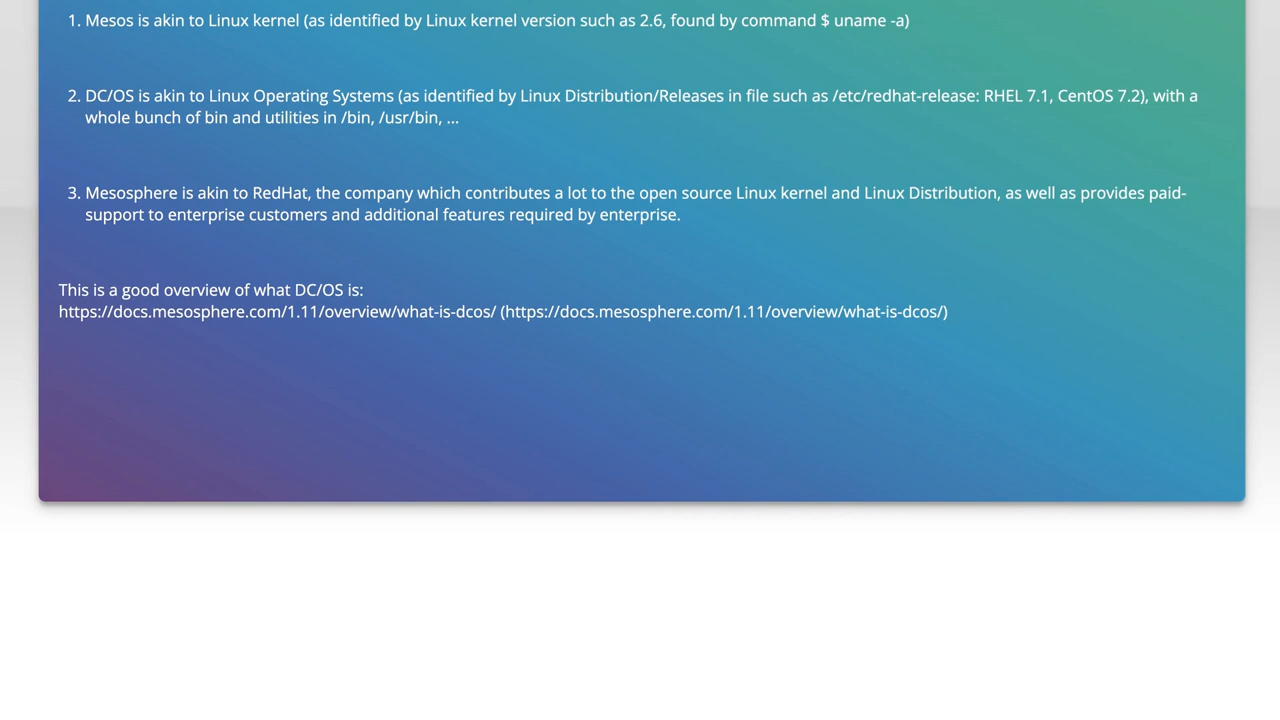 1. Mesos is akin to Linux kernel (as identified by Linux kernel version such as 2.6, found by command $ uname -a)
2. DC/OS is akin to Linux Operating Systems (as identified by Linux Distribution/Releases in file such as /etc/redhat-release: RHEL 7.1, CentOS 7.2), with a
whole bunch of bin and utilities in /bin, /usr/bin, ...
3. Mesosphere is akin to RedHat, the company which contributes a lot to the open source Linux kernel and Linux Distribution, as well as provides paid-
support to enterprise customers and additional features required by enterprise.
This is a good overview of what DC/OS is:
https://docs.mesosphere.com/1.11/overview/what-is-dcos/ (https://docs.mesosphere.com/1.11/overview/what-is-dcos/)